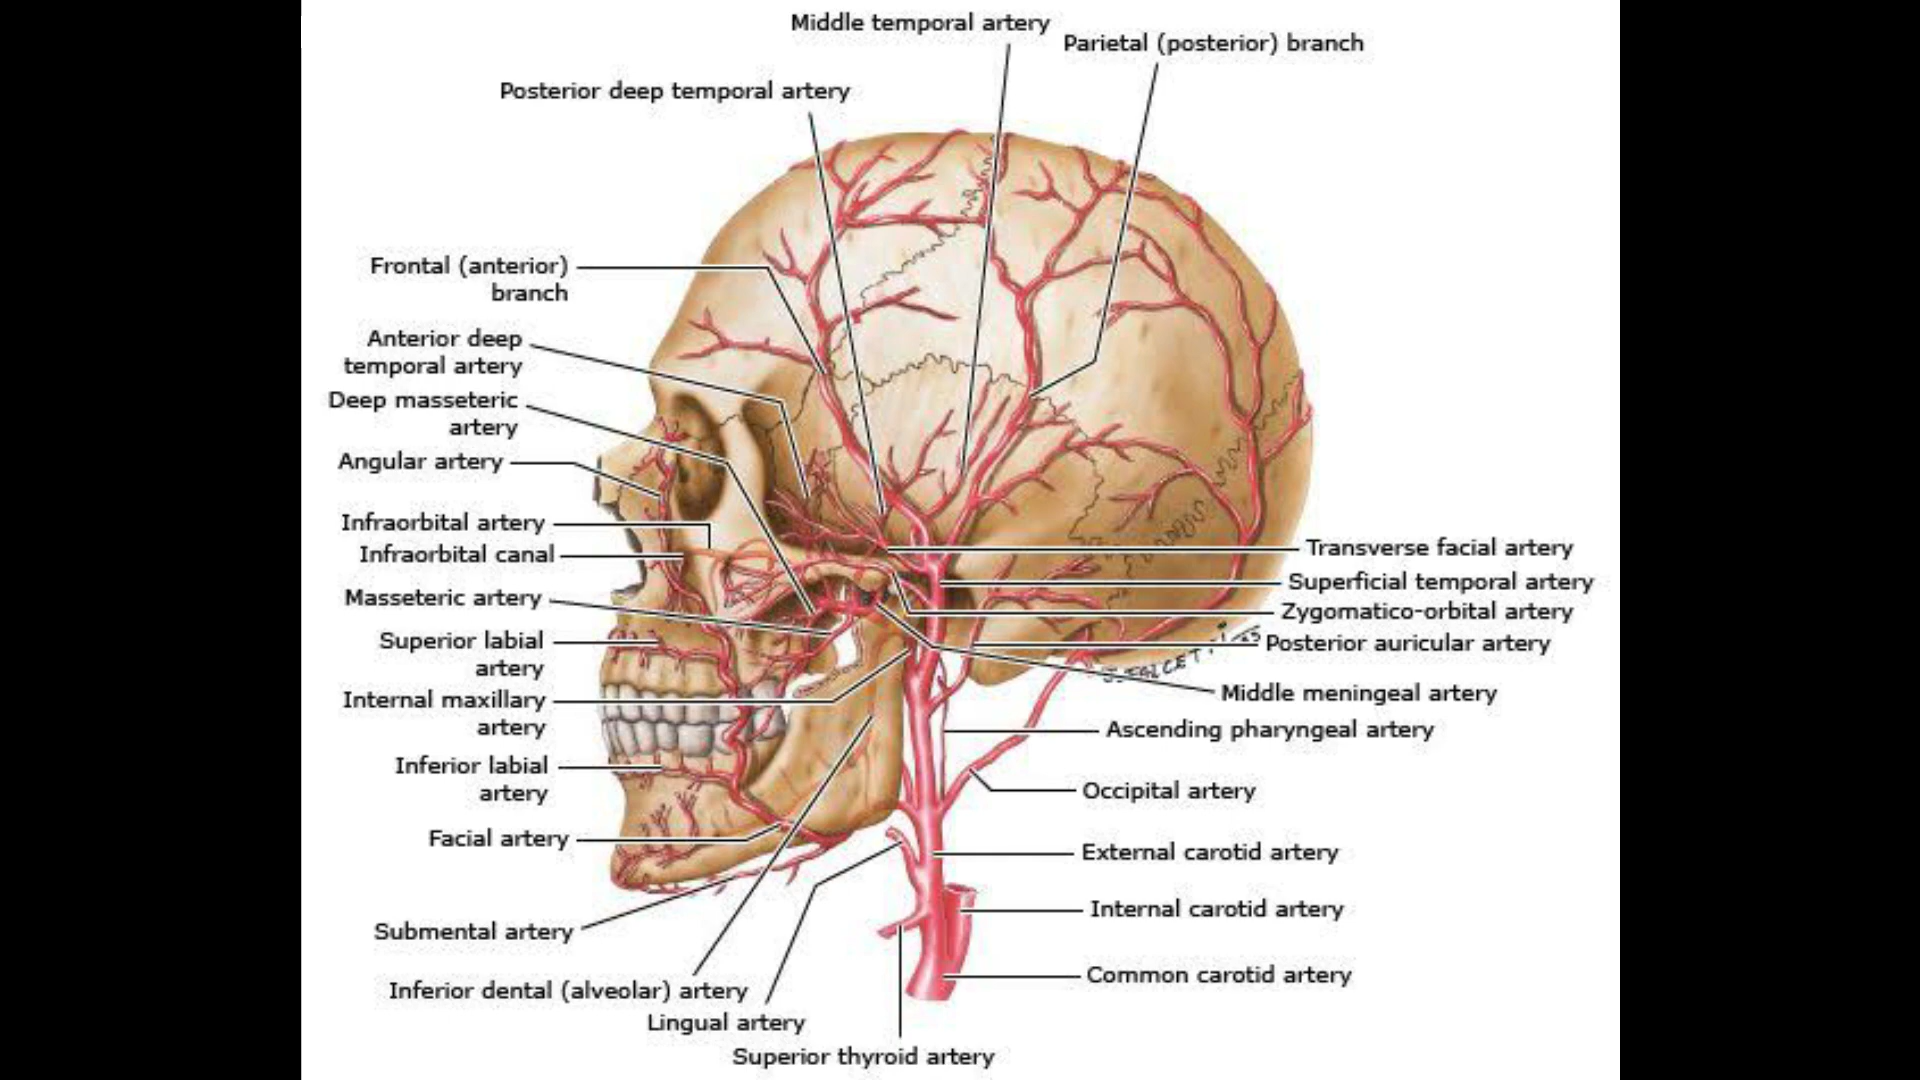 Middle temporal artery
Parietal (posterior) branch
Posterior deep temporal artery
Frontal (anterior)
branch
Anterior deep
temporal artery
Deep masseteric
artery
Angular artery
Infraorbital artery
Infraorbital canal
Masseteric artery
Superior labial
artery
Internal maxillary
artery
Inferior labial
artery
Facial artery
Submental artery
Inferior dental (alveolar) artery
Lingual artery
Superior thyroid artery
Transverse facial artery
Superficial temporal artery
Zygomatico-orbital artery
Posterior auricular artery
Middle meningeal artery
Ascending pharyngeal artery
Occipital artery
External carotid artery
Internal carotid artery
Common carotid artery